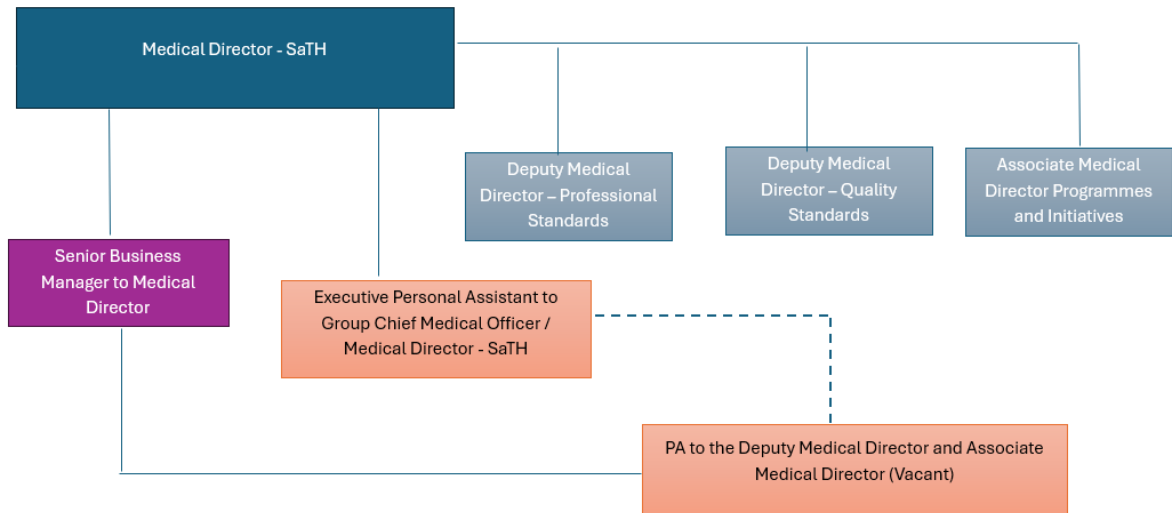 Medical Director - SaTH
Deputy Medical
Director – Professional
Standards
Deputy Medical
Director – Quality
Standards
Associate Medical
Director Programmes
and Initiatives
Senior Business
Manager to Medical
Director
Executive Personal Assistant to
Group Chief Medical Officer /
Medical Director - SaTH
PA to the Deputy Medical Director and Associate
Medical Director (Vacant)